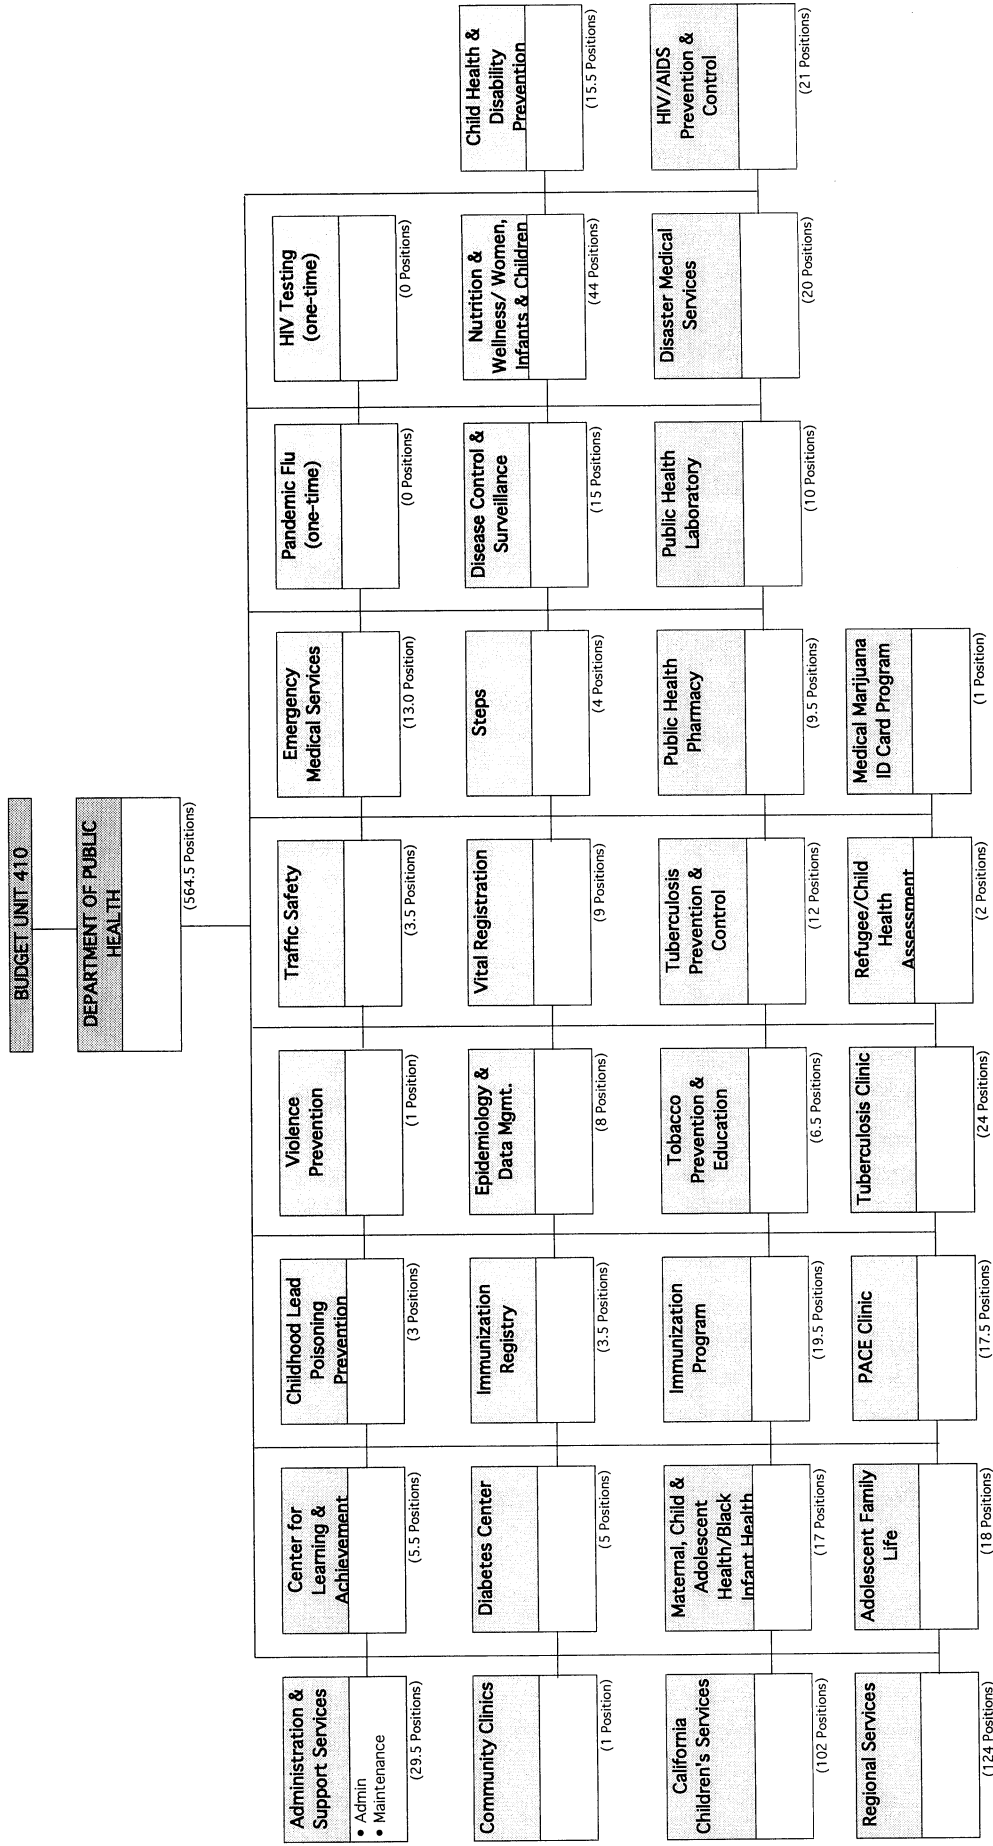 BUDGET UNIT 410
DEPARTMENT OF PUBLIC
HEALTH
(564.5 Positions)
Administration &
Support Services
• Admin
• Maintenance
(29.5 Positions)
Center for
Learning &
Achievement
(5.5 Positions)
Childhood Lead
Poisoning
Prevention
(3 Positions)
Violence
Prevention
(1 Position)
Traffic Safety
(3.5 Positions)
Emergency
Medical Services
(13.0 Position)
Pandemic Flu
(one-time)
(0 Positions)
HIV Testing
(one-time)
(0 Positions)
Community Clinics
(1 Position)
Diabetes Center
(5 Positions)
Immunization
Registry
(3.5 Positions)
Epidemiology &
Data Mgmt.
(8 Positions)
Vital Registration
(9 Positions)
Steps
(4 Positions)
Disease Control &
Surveillance
(15 Positions)
Nutrition &
Wellness/ Women,
Infants & Children
(44 Positions)
Child Health &
Disability
Prevention
(15.5 Positions)
California
Children's Services
(102 Positions)
Maternal, Child &
Adolescent
Health/Black
Infant Health
(17 Positions)
Immunization
Program
(19.5 Positions)
Tobacco
Prevention &
Education
(6.5 Positions)
Tuberculosis
Prevention &
Control
(12 Positions)
Public Health
Pharmacy
(9.5 Positions)
Public Health
Laboratory
(10 Positions)
Disaster Medical
Services
(20 Positions)
HIV/AIDS
Prevention &
Control
(21 Positions)
Regional Services
(124 Positions)
Adolescent Family
Life
(18 Positions)
PACE Clinic
(17.5 Positions)
Tuberculosis Clinic
(24 Positions)
Refugee/Child
Health
Assessment
(2 Positions)
Medical Marijuana
ID Card Program
(1 Position)